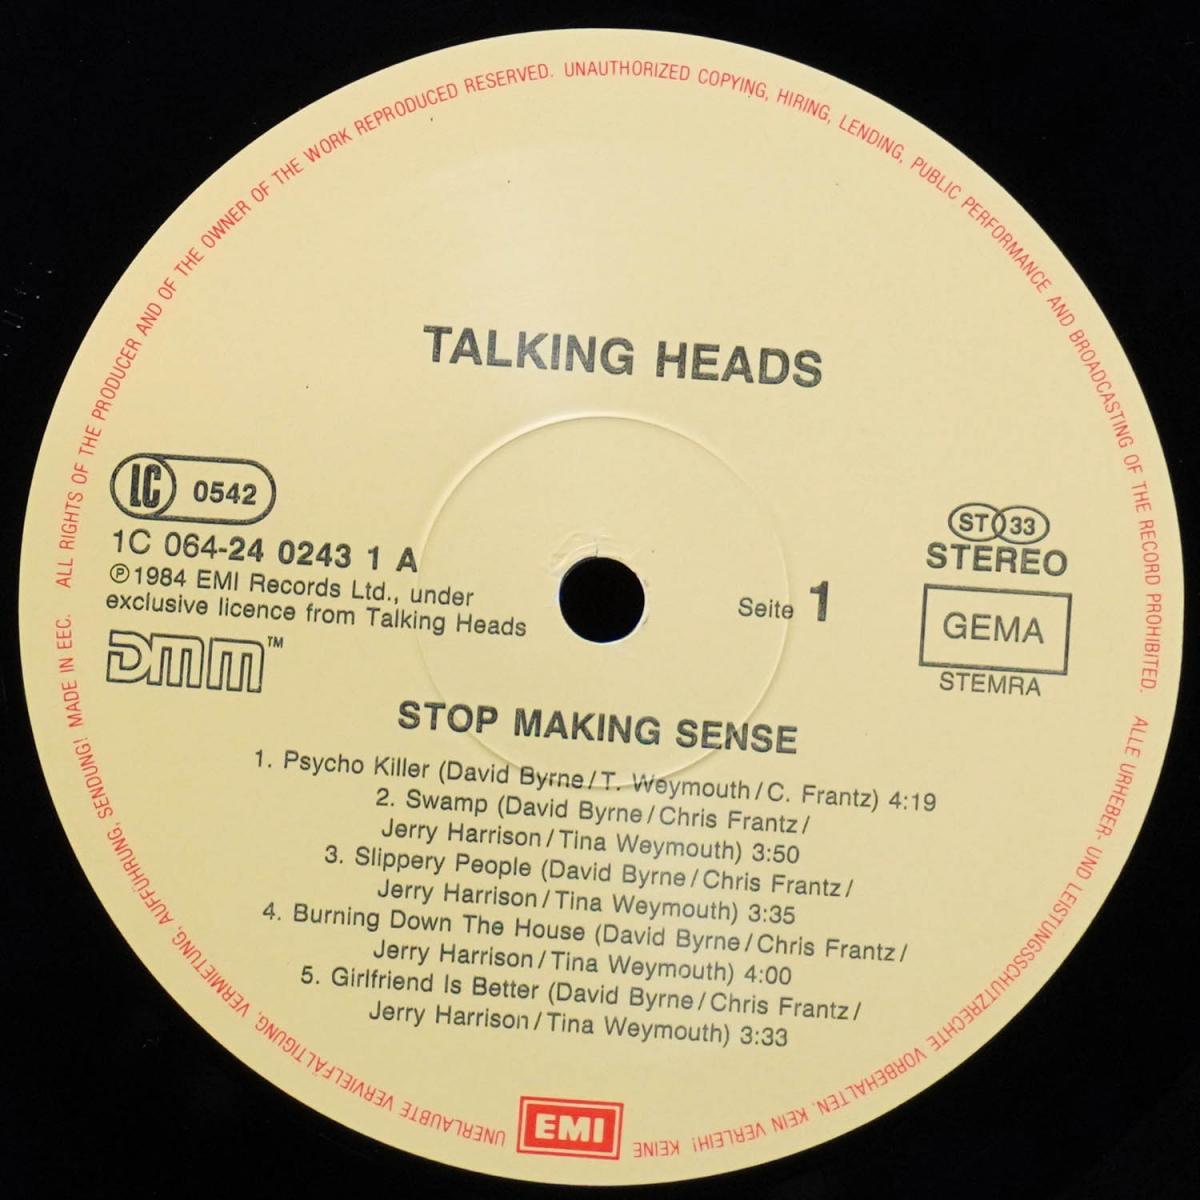 ALL RIGHTS OF THE PRODUCER AND OF THE OWNER OF THE WORK REPRODUCED RESERVED. UNAUTHORIZED COPYING, HIRING, LENDING, PUBLIC PERFORMANCE AND BROADCASTING OF THE RECORD PROHIBITED.
TALKING HEADS
LC 0542
1C 064-24 0243 1 A
℗ 1984 EMI Records Ltd., under
exclusive licence from Talking Heads
DMM™
Seite 1
ST 33
STEREO
GEMA
STEMRA
STOP MAKING SENSE
1. Psycho Killer (David Byrne/T. Weymouth/C. Frantz) 4:19
2. Swamp (David Byrne/Chris Frantz/
Jerry Harrison/Tina Weymouth) 3:50
3. Slippery People (David Byrne/Chris Frantz/
Jerry Harrison/Tina Weymouth) 3:35
4. Burning Down The House (David Byrne/Chris Frantz/
Jerry Harrison/Tina Weymouth) 4:00
5. Girlfriend Is Better (David Byrne/Chris Frantz/
Jerry Harrison/Tina Weymouth) 3:33
EMI
ALLE URHEBER- UND LEISTUNGSSCHUTZRECHTE VORBEHALTEN. KEIN VERLEIH! KEINE UNERLAUBTE VERVIELFÄLTIGUNG, VERMIETUNG, AUFFÜHRUNG, SENDUNG! MADE IN EEC.